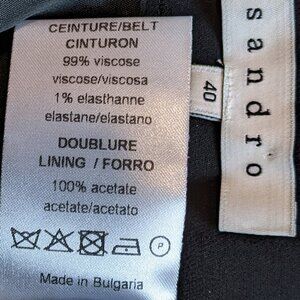 CEINTURE/BELT
CINTURON
99% viscose
viscose/viscosa
1% elasthanne
elastane/elastano
DOUBLURE
LINING / FORRO
100% acetate
acetate/acetato
P
Made in Bulgaria
40
sandro